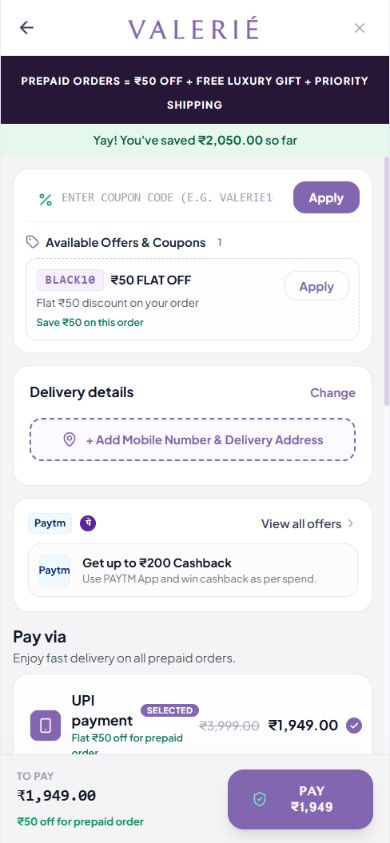 VALERIÉ
PREPAID ORDERS = ₹50 OFF + FREE LUXURY GIFT + PRIORITY
SHIPPING
Yay! You've saved ₹2,050.00 so far
ENTER COUPON CODE (E.G. VALERIE1
Apply
Available Offers & Coupons 1
BLACK10 ₹50 FLAT OFF
Apply
Flat ₹50 discount on your order
Save ₹50 on this order
Delivery details
Change
+ Add Mobile Number & Delivery Address
Paytm पे
View all offers
Paytm
Get up to ₹200 Cashback
Use PAYTM App and win cashback as per spend.
Pay via
Enjoy fast delivery on all prepaid orders.
UPI
payment
SELECTED
₹3,999.00 ₹1,949.00
Flat ₹50 off for prepaid
order
TO PAY
₹1,949.00
₹50 off for prepaid order
PAY
₹1,949